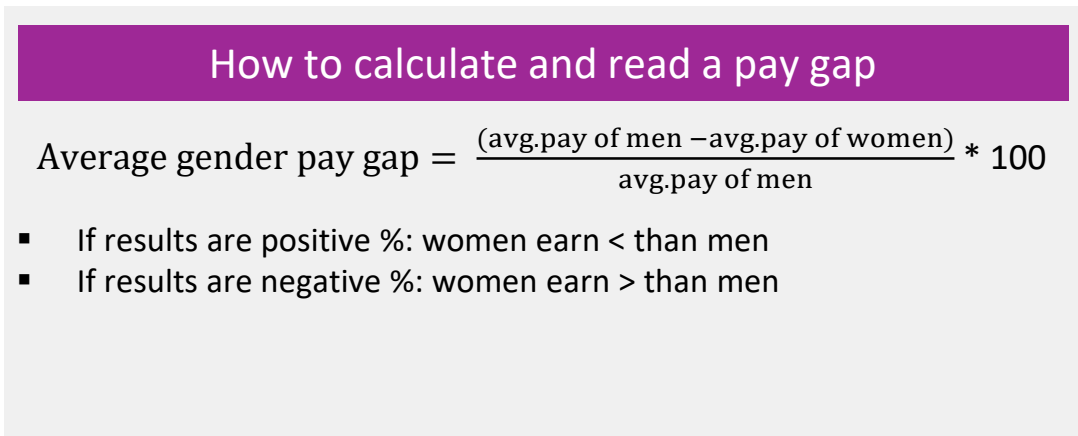 How to calculate and read a pay gap
Average gender pay gap = (avg.pay of men −avg.pay of women) / avg.pay of men * 100
▪ If results are positive %: women earn < than men
▪ If results are negative %: women earn > than men